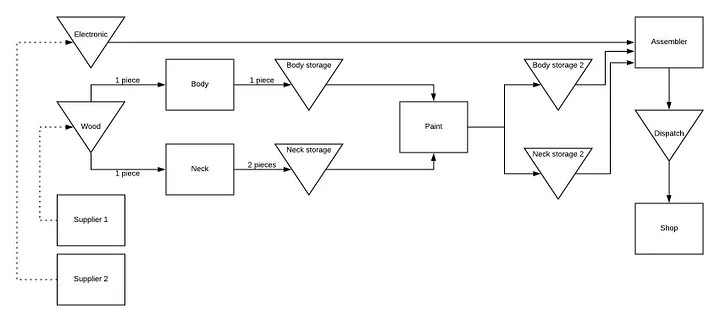 Electronic
Assembler
1 piece
Body
1 piece
Body storage
Body storage 2
Wood
Paint
Dispatch
1 piece
Neck
2 pieces
Neck storage
Neck storage 2
Supplier 1
Shop
Supplier 2